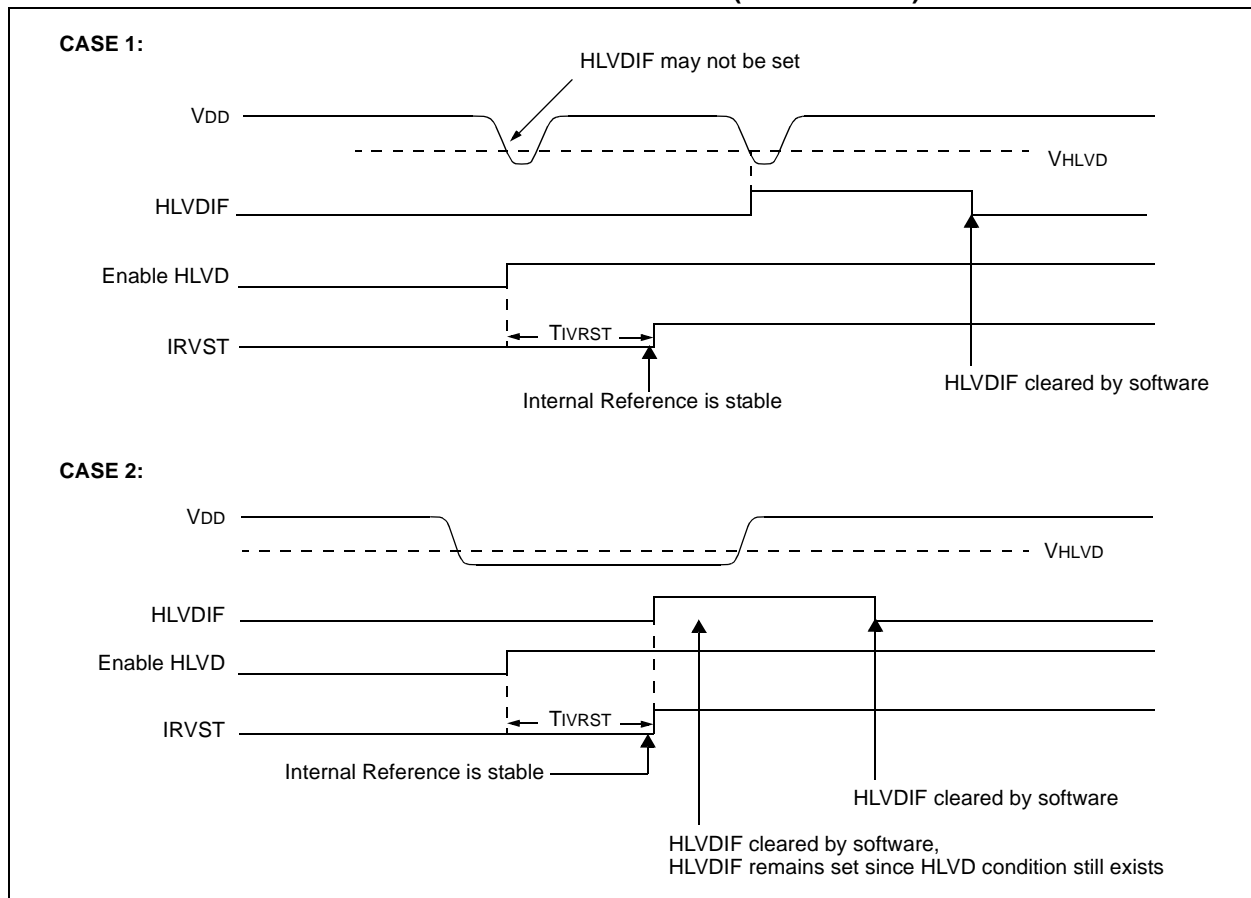 CASE 1:
HLVDIF may not be set
VDD
VHLVD
HLVDIF
Enable HLVD
TIVRST
IRVST
HLVDIF cleared by software
Internal Reference is stable
CASE 2:
VDD
VHLVD
HLVDIF
Enable HLVD
TIVRST
IRVST
Internal Reference is stable
HLVDIF cleared by software
HLVDIF cleared by software,
HLVDIF remains set since HLVD condition still exists